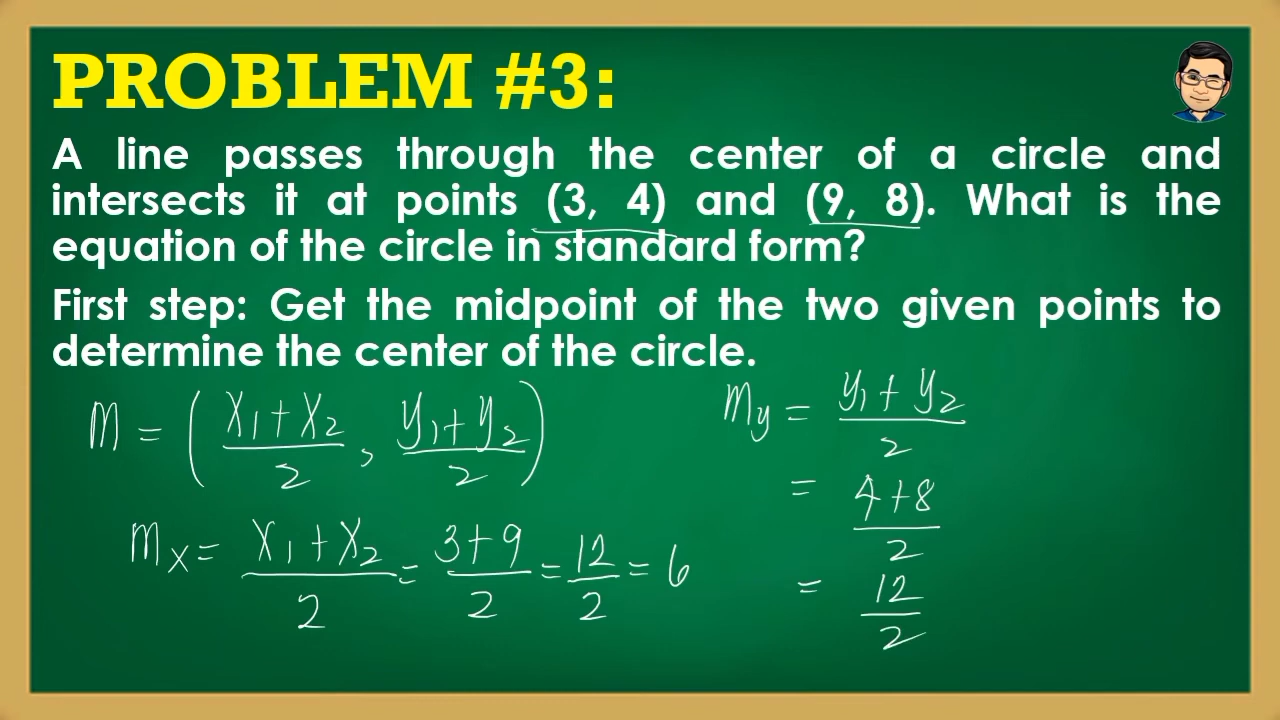 PROBLEM #3:
A line passes through the center of a circle and
intersects it at points (3, 4) and (9, 8). What is the
equation of the circle in standard form?
First step: Get the midpoint of the two given points to
determine the center of the circle.
M = ( (x₁ + x₂)/2 , (y₁ + y₂)/2 )
Mx = (x₁ + x₂)/2 = (3 + 9)/2 = 12/2 = 6
My = (y₁ + y₂)/2
= (4 + 8)/2
= 12/2